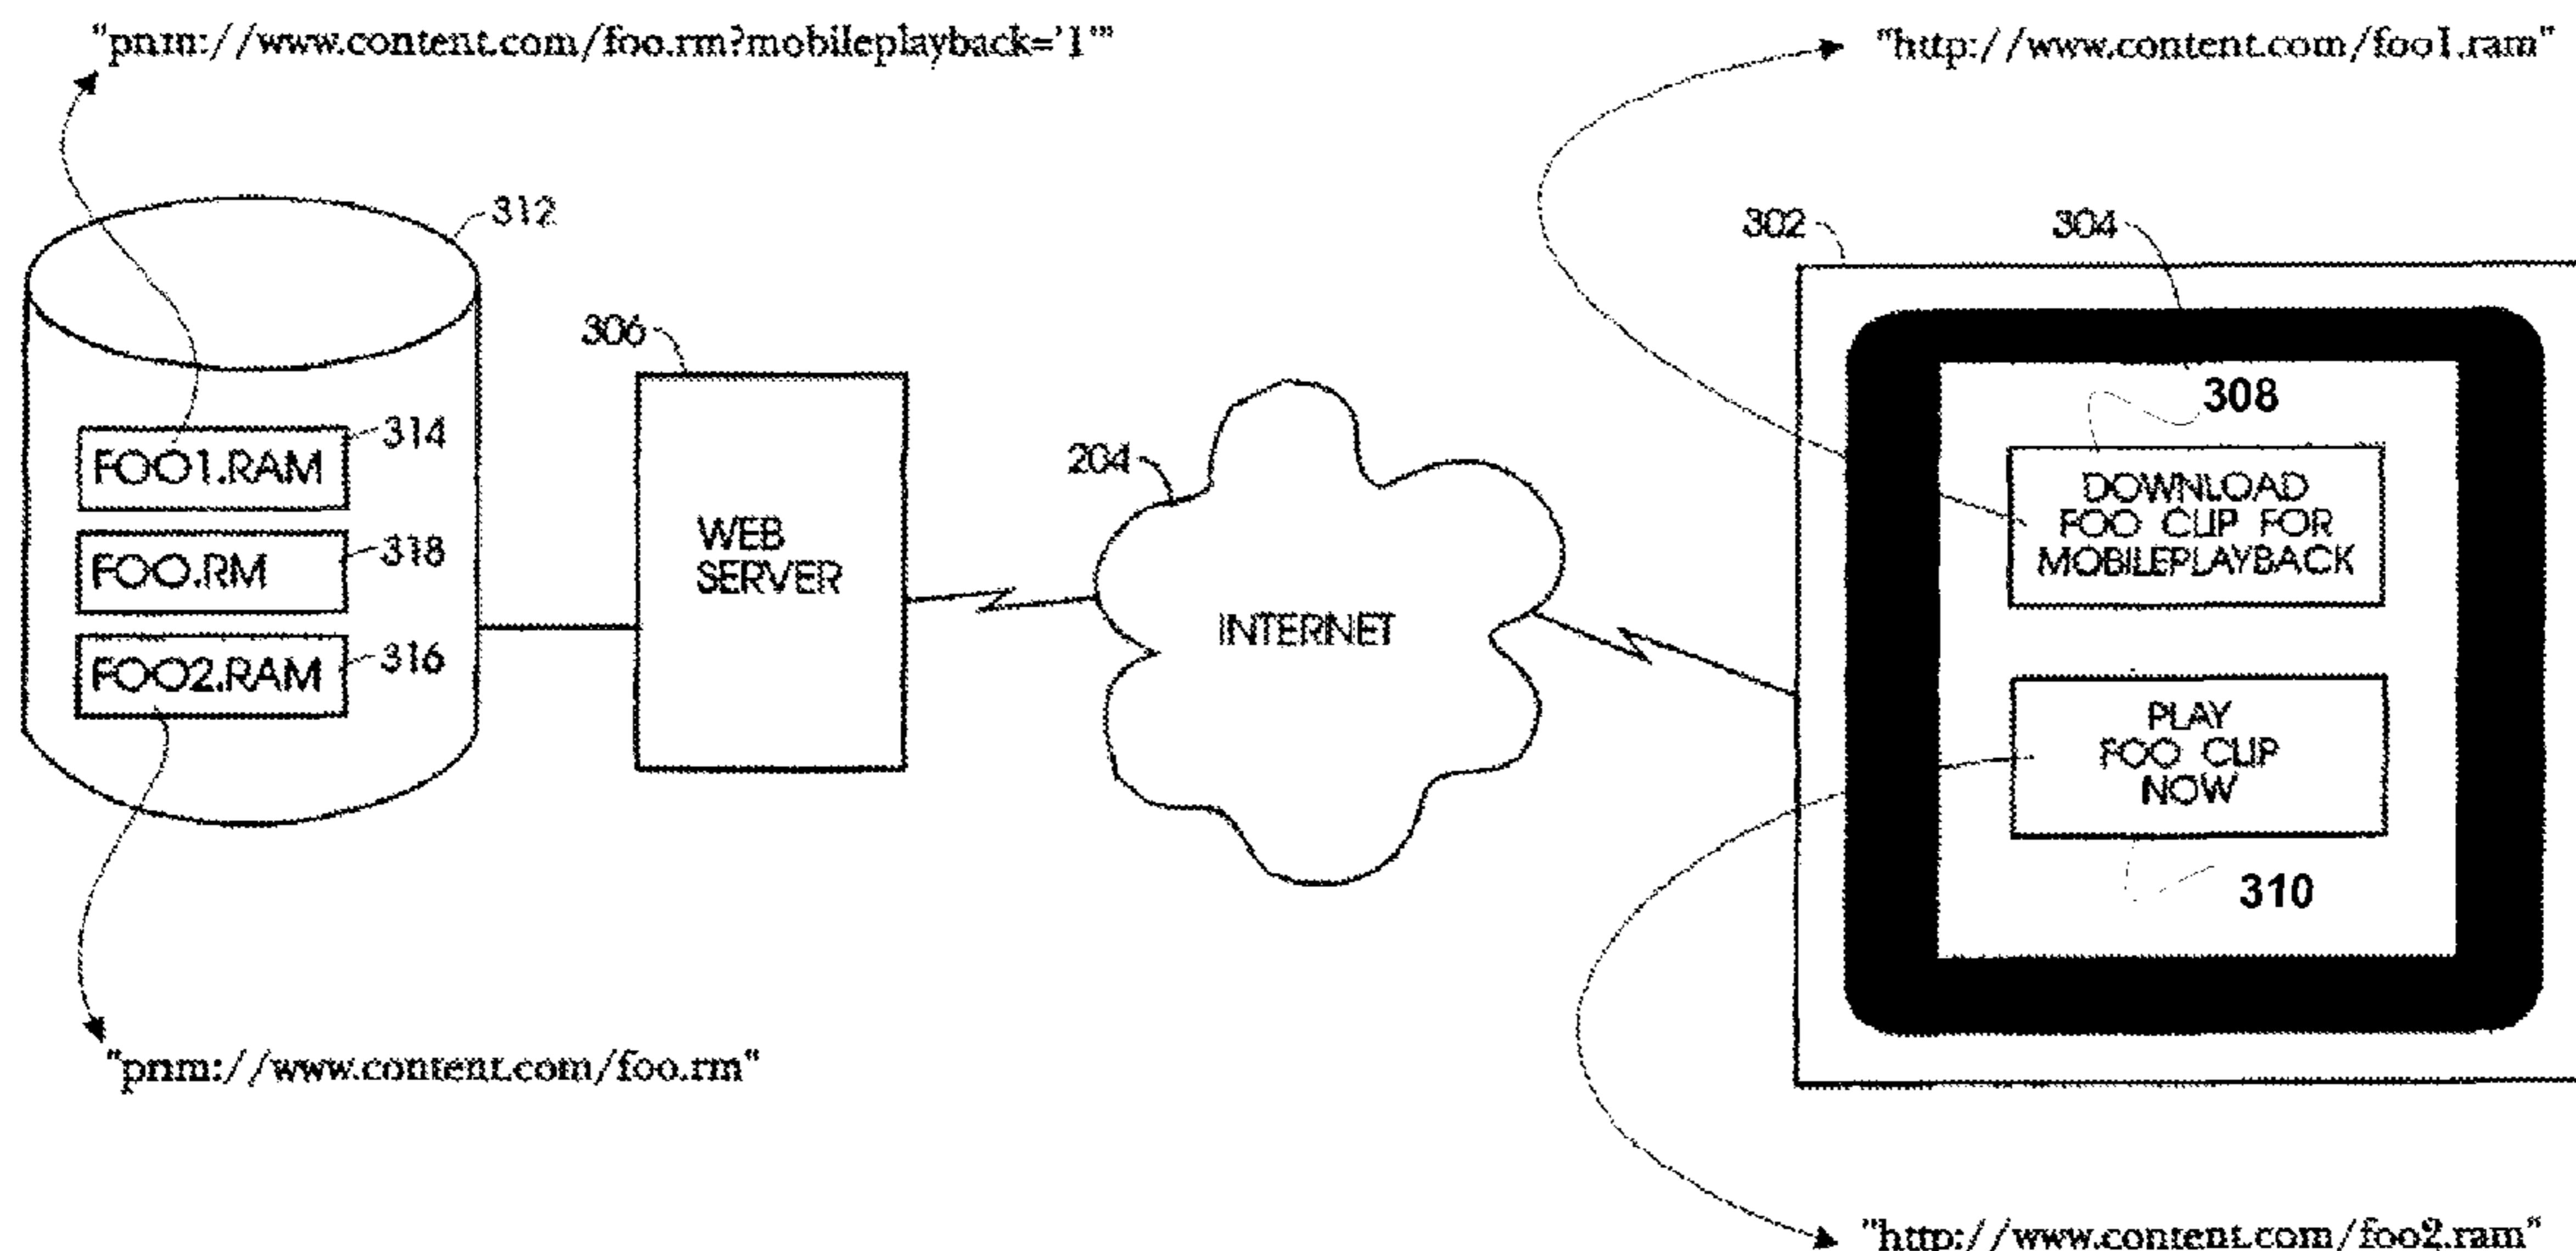 "pnm://www.content.com/foo.rm?mobileplayback='1'"
"http://www.content.com/foo1.ram"
312
302
304
306
308
314
FOO1.RAM
204
DOWNLOAD
FOO CLIP FOR
MOBILEPLAYBACK
318
FOO.RM
WEB
SERVER
INTERNET
316
FOO2.RAM
PLAY
FOO CLIP
NOW
310
"pnm://www.content.com/foo.rm"
"http://www.content.com/foo2.ram"